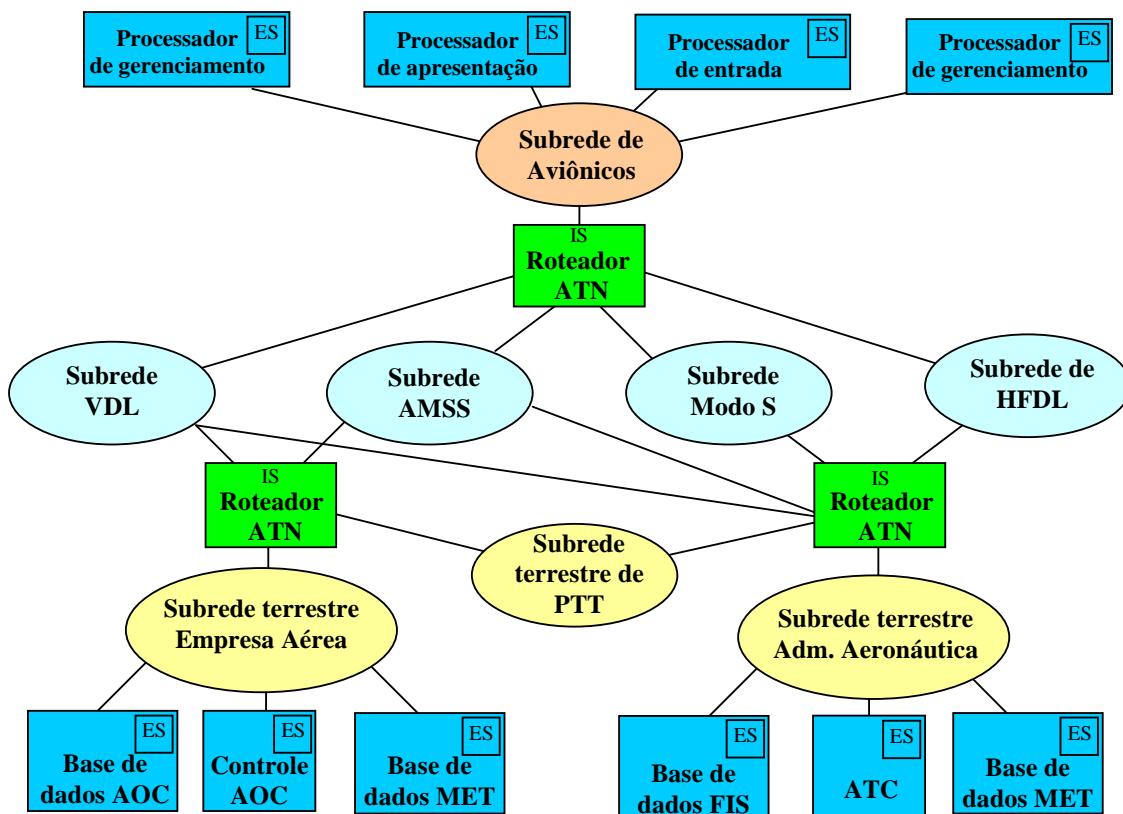 ES
Processador
de gerenciamento
ES
Processador
de apresentação
ES
Processador
de entrada
ES
Processador
de gerenciamento
Subrede de
Aviônicos
IS
Roteador
ATN
Subrede
VDL
Subrede
AMSS
Subrede
Modo S
Subrede de
HFDL
IS
Roteador
ATN
IS
Roteador
ATN
Subrede
terrestre de
PTT
Subrede terrestre
Empresa Aérea
Subrede terrestre
Adm. Aeronáutica
ES
Base de
dados AOC
ES
Controle
AOC
ES
Base de
dados MET
ES
Base de
dados FIS
ES
ATC
ES
Base de
dados MET